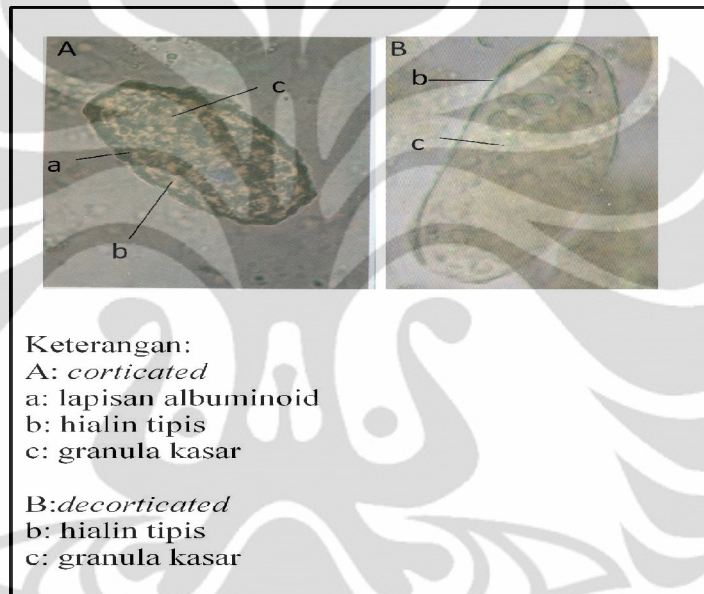 A
c
a
b
B
b
c
Keterangan:
A: corticated
a: lapisan albuminoid
b: hialin tipis
c: granula kasar
B:decorticated
b: hialin tipis
c: granula kasar